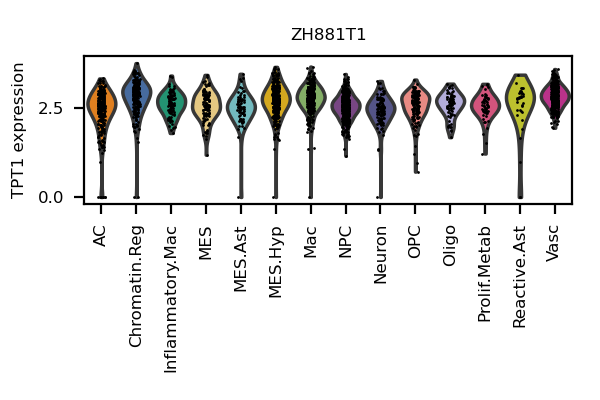 ZH881T1
TPT1 expression
2.5
0.0
AC
Chromatin.Reg
Inflammatory.Mac
MES
MES.Ast
MES.Hyp
Mac
NPC
Neuron
OPC
Oligo
Prolif.Metab
Reactive.Ast
Vasc